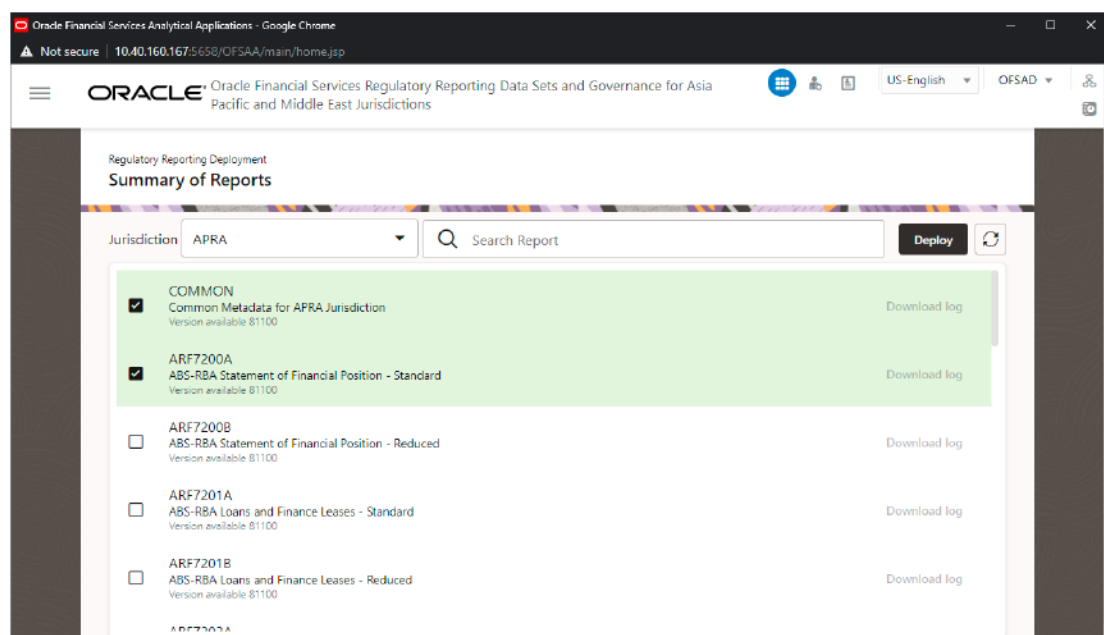 Oracle Financial Services Analytical Applications - Google Chrome
Not secure | 10.40.160.167:5658/OFSAA/main/home.jsp
ORACLE Oracle Financial Services Regulatory Reporting Data Sets and Governance for Asia
Pacific and Middle East Jurisdictions
US-English
OFSAD
Regulatory Reporting Deployment
Summary of Reports
Jurisdiction APRA
Search Report
Deploy
COMMON
Common Metadata for APRA Jurisdiction
Version available 81100
Download log
ARF7200A
ABS-RBA Statement of Financial Position - Standard
Version available 81100
Download log
ARF7200B
ABS-RBA Statement of Financial Position - Reduced
Version available 81100
Download log
ARF7201A
ABS-RBA Loans and Finance Leases - Standard
Version available 81100
Download log
ARF7201B
ABS-RBA Loans and Finance Leases - Reduced
Version available 81100
Download log